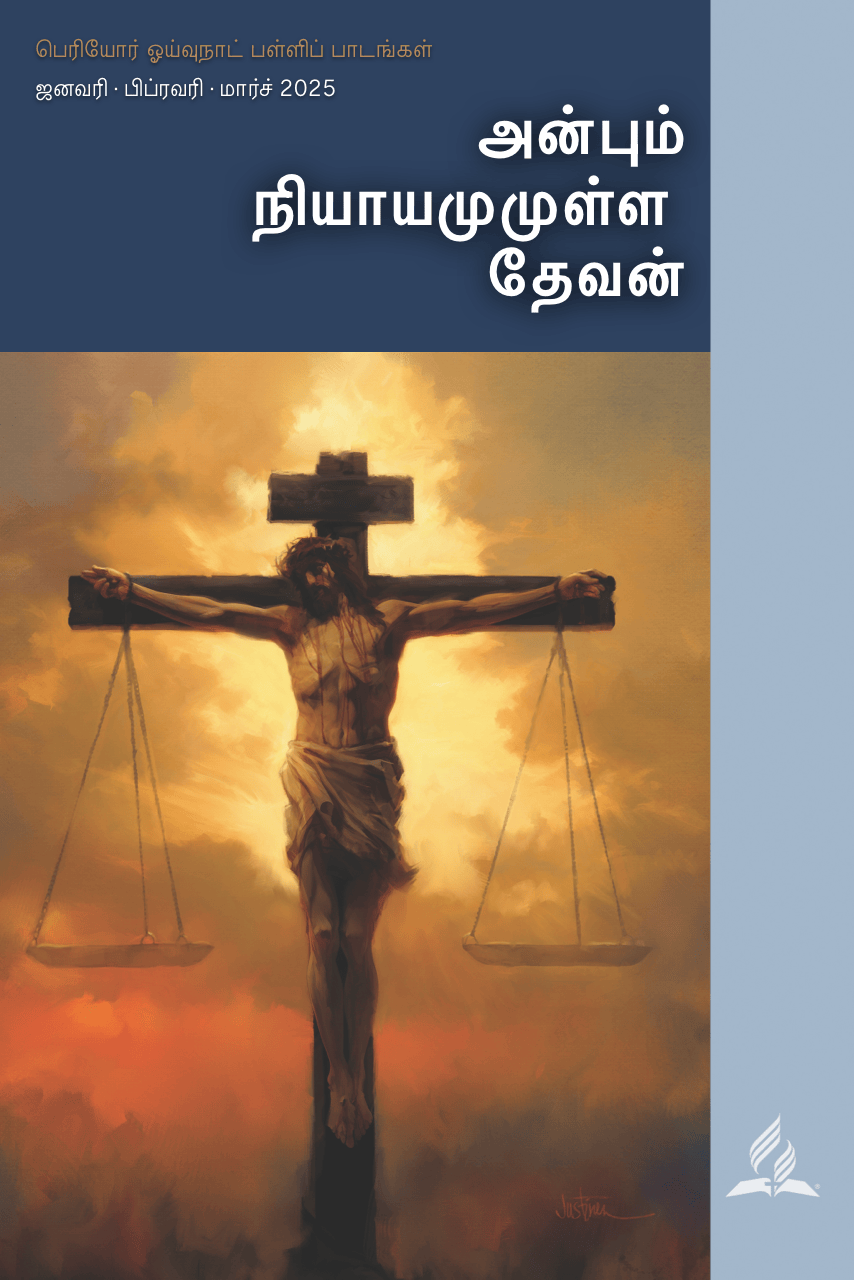 பெரியோர் ஓய்வுநாட் பள்ளிப் பாடங்கள்
ஜனவரி · பிப்ரவரி · மார்ச் 2025
அன்பும்
நியாயமுமுள்ள
தேவன்